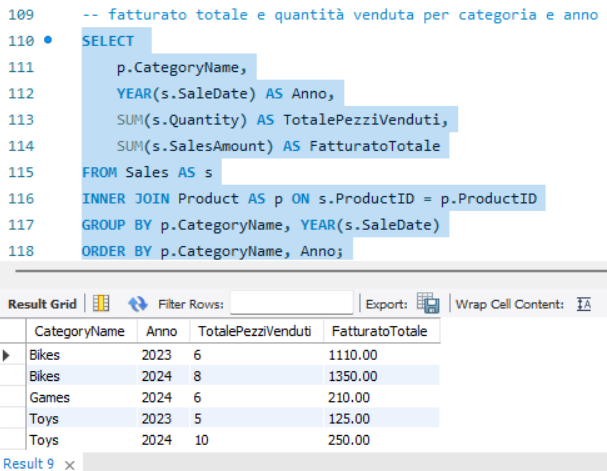 109 -- fatturato totale e quantità venduta per categoria e anno
110 SELECT
111 p.CategoryName,
112 YEAR(s.SaleDate) AS Anno,
113 SUM(s.Quantity) AS TotalePezziVenduti,
114 SUM(s.SalesAmount) AS FatturatoTotale
115 FROM Sales AS s
116 INNER JOIN Product AS p ON s.ProductID = p.ProductID
117 GROUP BY p.CategoryName, YEAR(s.SaleDate)
118 ORDER BY p.CategoryName, Anno;
Result Grid Filter Rows: Export: Wrap Cell Content:
CategoryName Anno TotalePezziVenduti FatturatoTotale
Bikes 2023 6 1110.00
Bikes 2024 8 1350.00
Games 2024 6 210.00
Toys 2023 5 125.00
Toys 2024 10 250.00
Result 9